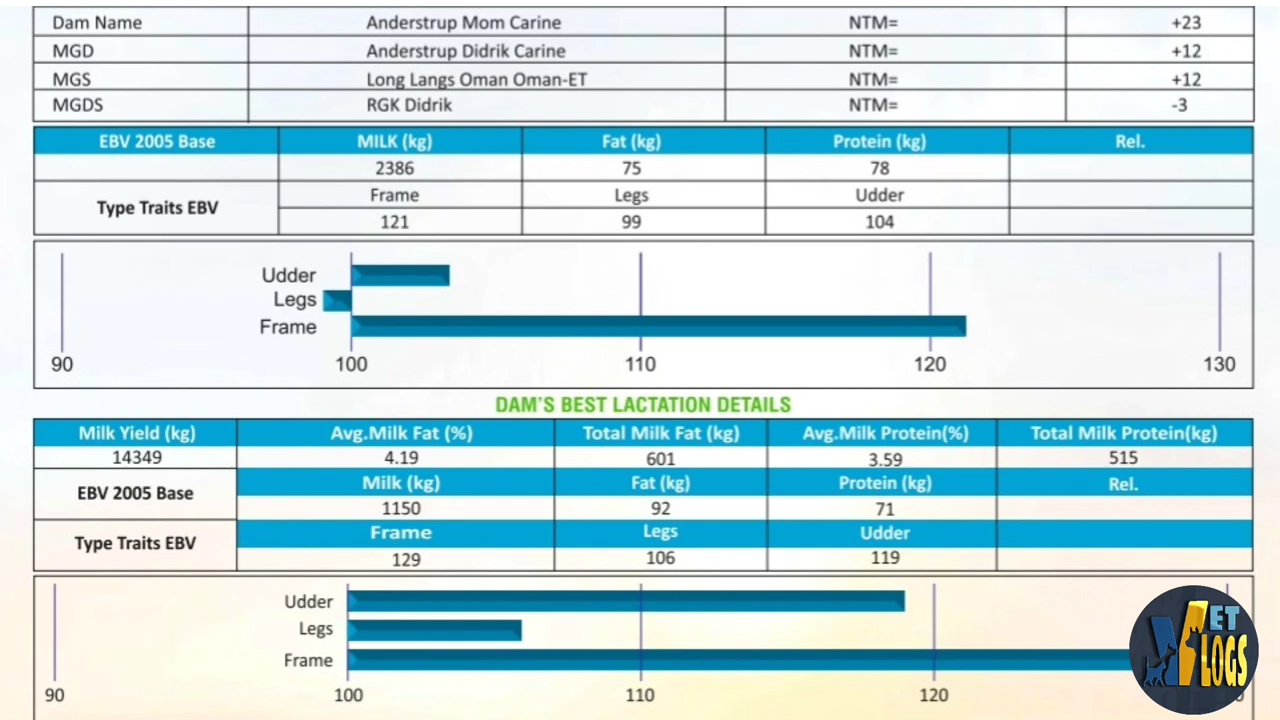 Dam Name Anderstrup Mom Carine NTM= +23
MGD Anderstrup Didrik Carine NTM= +12
MGS Long Langs Oman Oman-ET NTM= +12
MGDS RGK Didrik NTM= -3
EBV 2005 Base MILK (kg) Fat (kg) Protein (kg) Rel.
2386 75 78
Type Traits EBV Frame Legs Udder
121 99 104
Udder
Legs
Frame
90 100 110 120 130
DAM'S BEST LACTATION DETAILS
Milk Yield (kg) Avg.Milk Fat (%) Total Milk Fat (kg) Avg.Milk Protein(%) Total Milk Protein(kg)
14349 4.19 601 3.59 515
EBV 2005 Base Milk (kg) Fat (kg) Protein (kg) Rel.
1150 92 71
Type Traits EBV Frame Legs Udder
129 106 119
Udder
Legs
Frame
90 100 110 120
VET
VLOGS